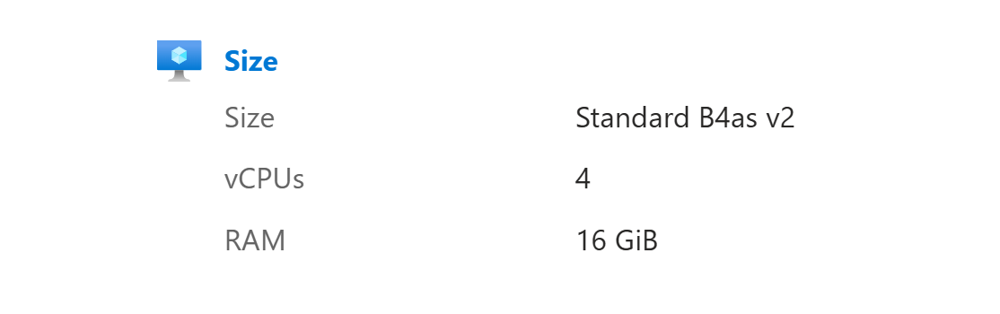 Size
Size Standard B4as v2
vCPUs 4
RAM 16 GiB